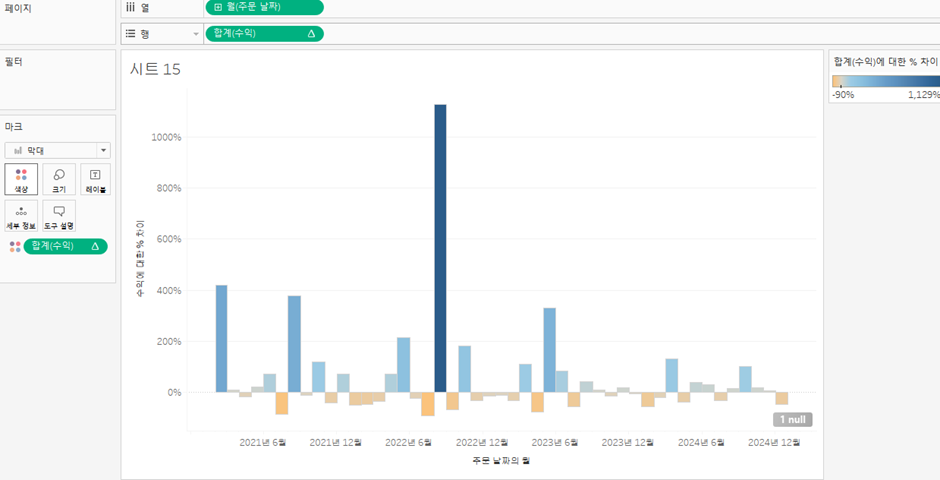 페이지
열
월(주문 날짜)
행
합계(수익)
필터
시트 15
합계(수익)에 대한 % 차이
-90%
1,129%
마크
막대
색상
크기
레이블
세부 정보
도구 설명
합계(수익)
1000%
800%
600%
400%
200%
0%
수익에 대한 % 차이
1 null
2021년 6월
2021년 12월
2022년 6월
2022년 12월
2023년 6월
2023년 12월
2024년 6월
2024년 12월
주문 날짜의 월